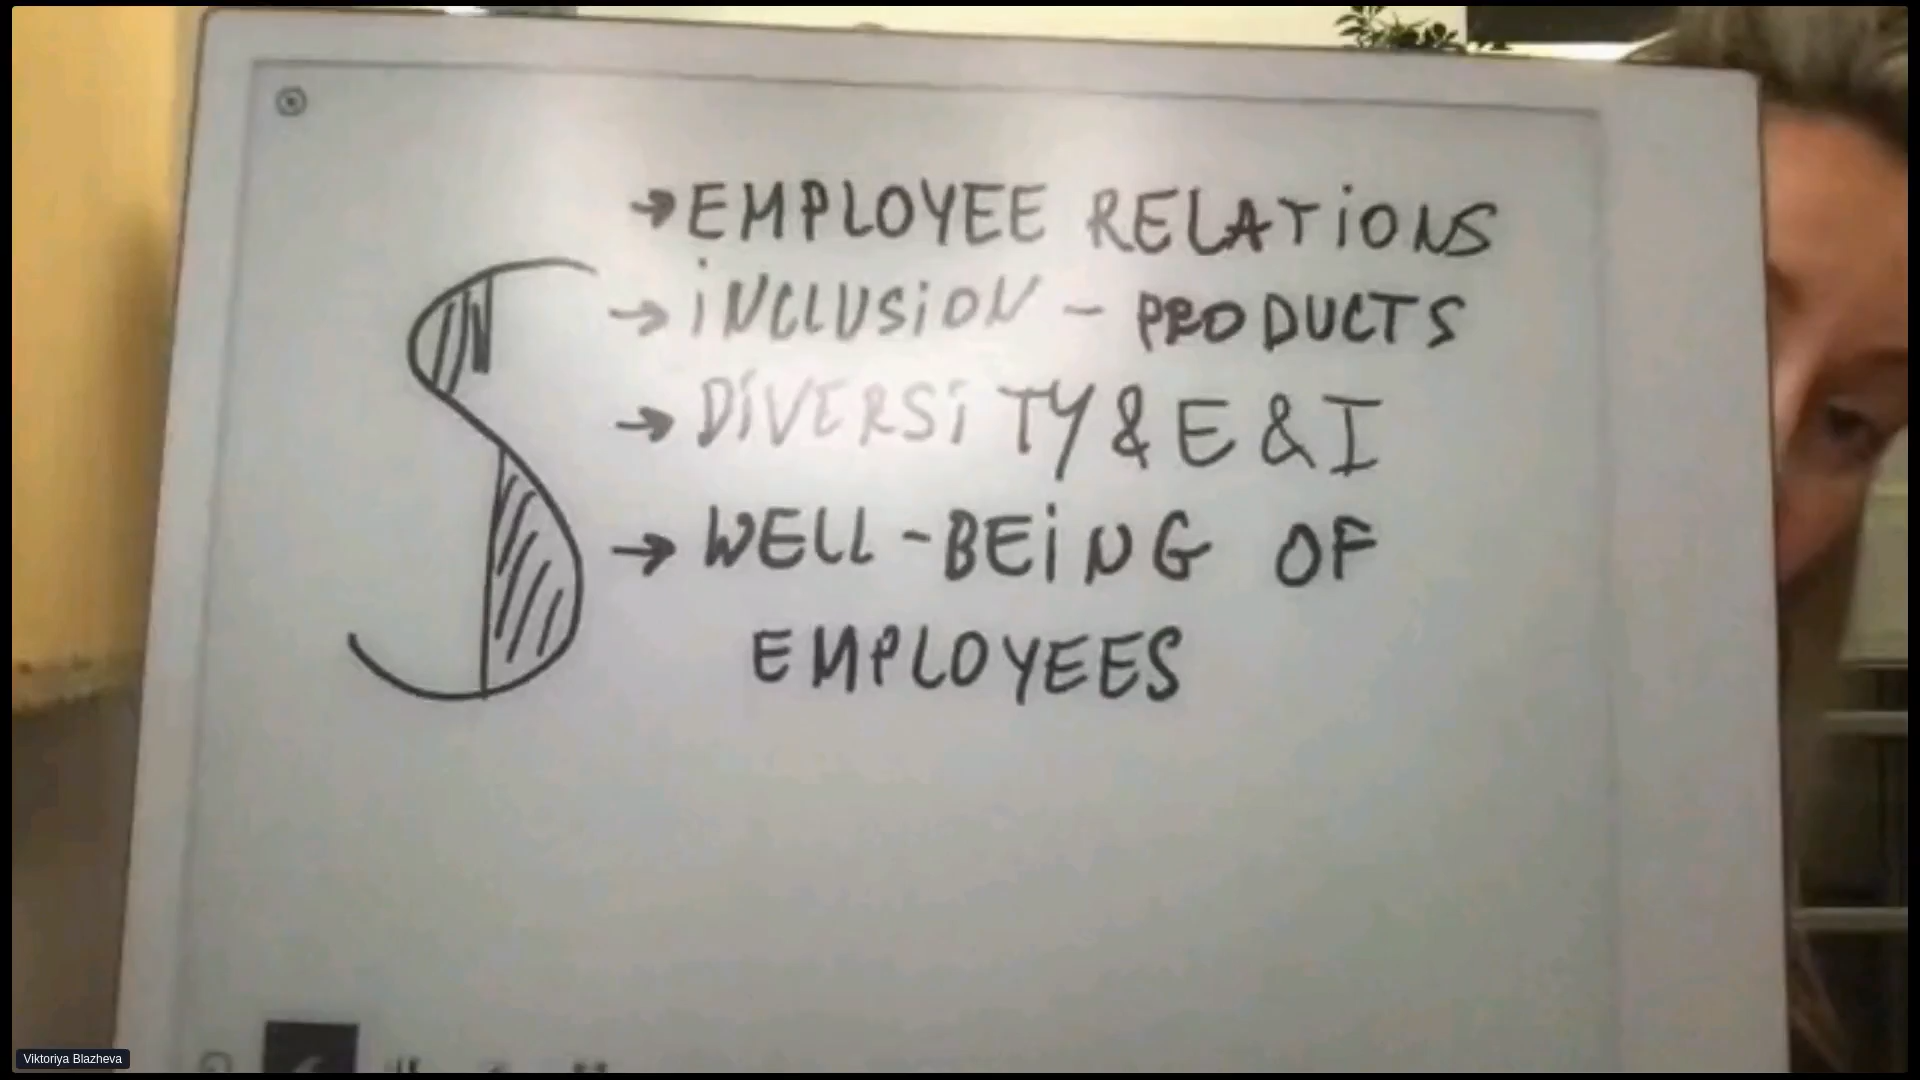 → EMPLOYEE RELATIONS
S → INCLUSION - PRODUCTS
→ DIVERSITY & E & I
→ WELL-BEING OF
EMPLOYEES
Viktoriya Blazheva